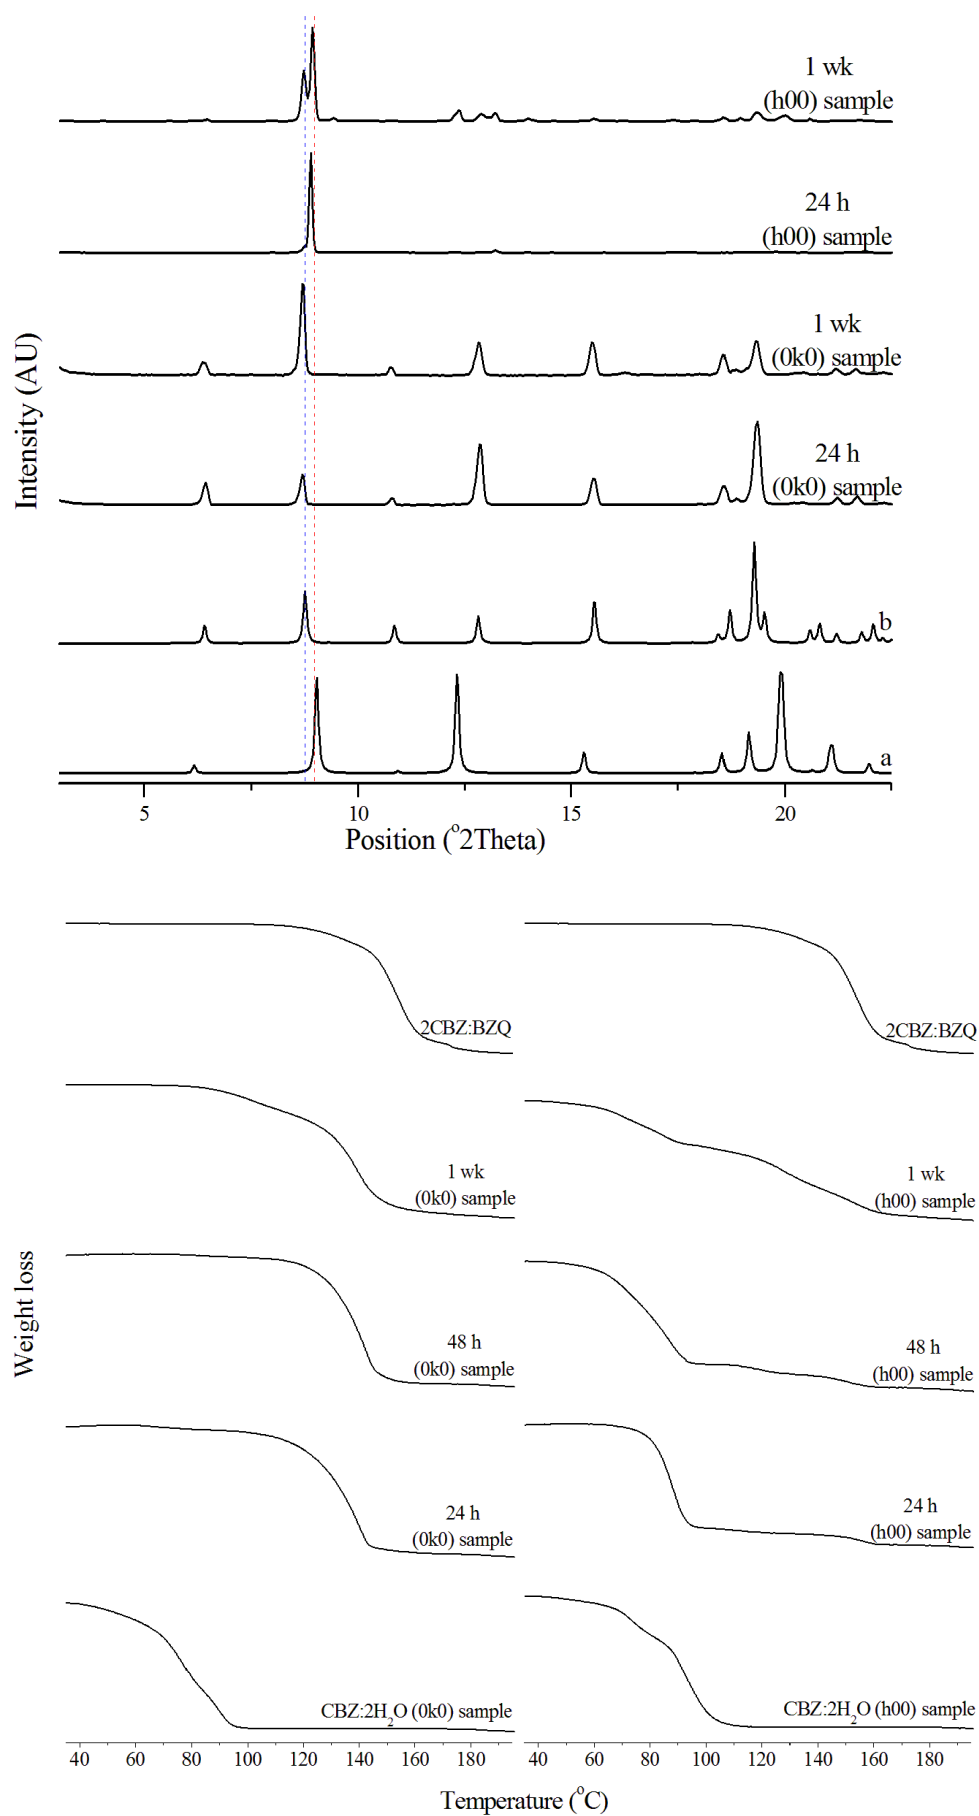 1 wk
(h00) sample
24 h
(h00) sample
1 wk
(0k0) sample
24 h
(0k0) sample
b
a
Intensity (AU)
5 10 15 20
Position (°2Theta)
2CBZ:BZQ
2CBZ:BZQ
1 wk
(0k0) sample
1 wk
(h00) sample
48 h
(0k0) sample
48 h
(h00) sample
24 h
(0k0) sample
24 h
(h00) sample
CBZ:2H₂O (0k0) sample
CBZ:2H₂O (h00) sample
Weight loss
40 60 80 100 120 140 160 180
40 60 80 100 120 140 160 180
Temperature (°C)